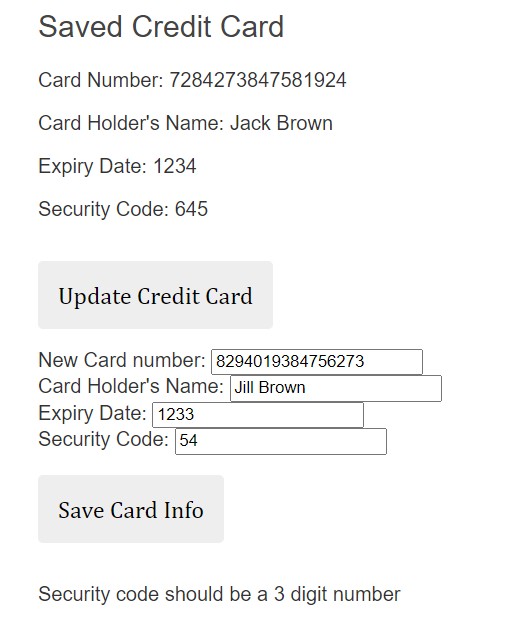 Saved Credit Card
Card Number: 7284273847581924
Card Holder's Name: Jack Brown
Expiry Date: 1234
Security Code: 645
Update Credit Card
New Card number: 8294019384756273
Card Holder's Name: Jill Brown
Expiry Date: 1233
Security Code: 54
Save Card Info
Security code should be a 3 digit number